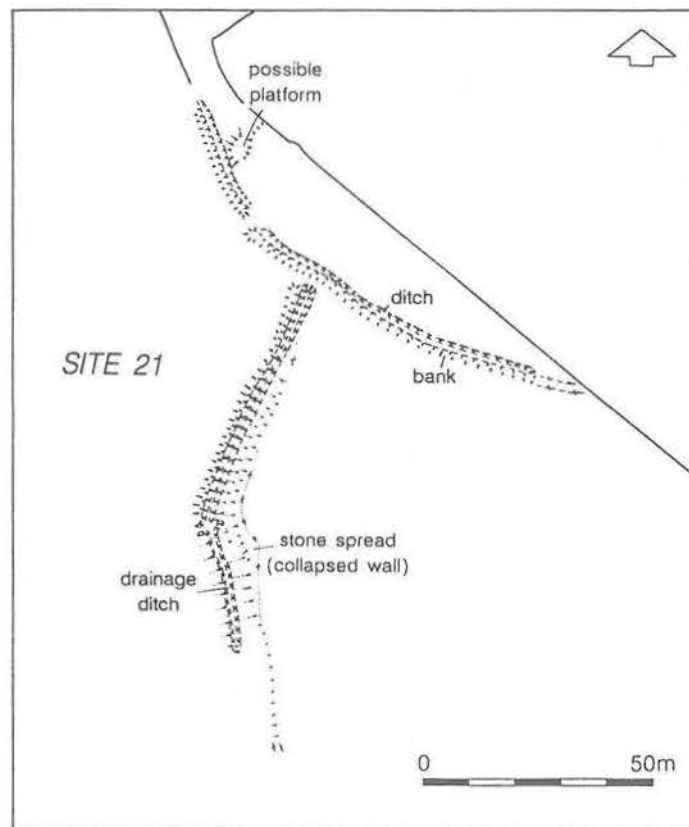 possible
platform
ditch
SITE 21
bank
stone spread
(collapsed wall)
drainage
ditch
0 50m